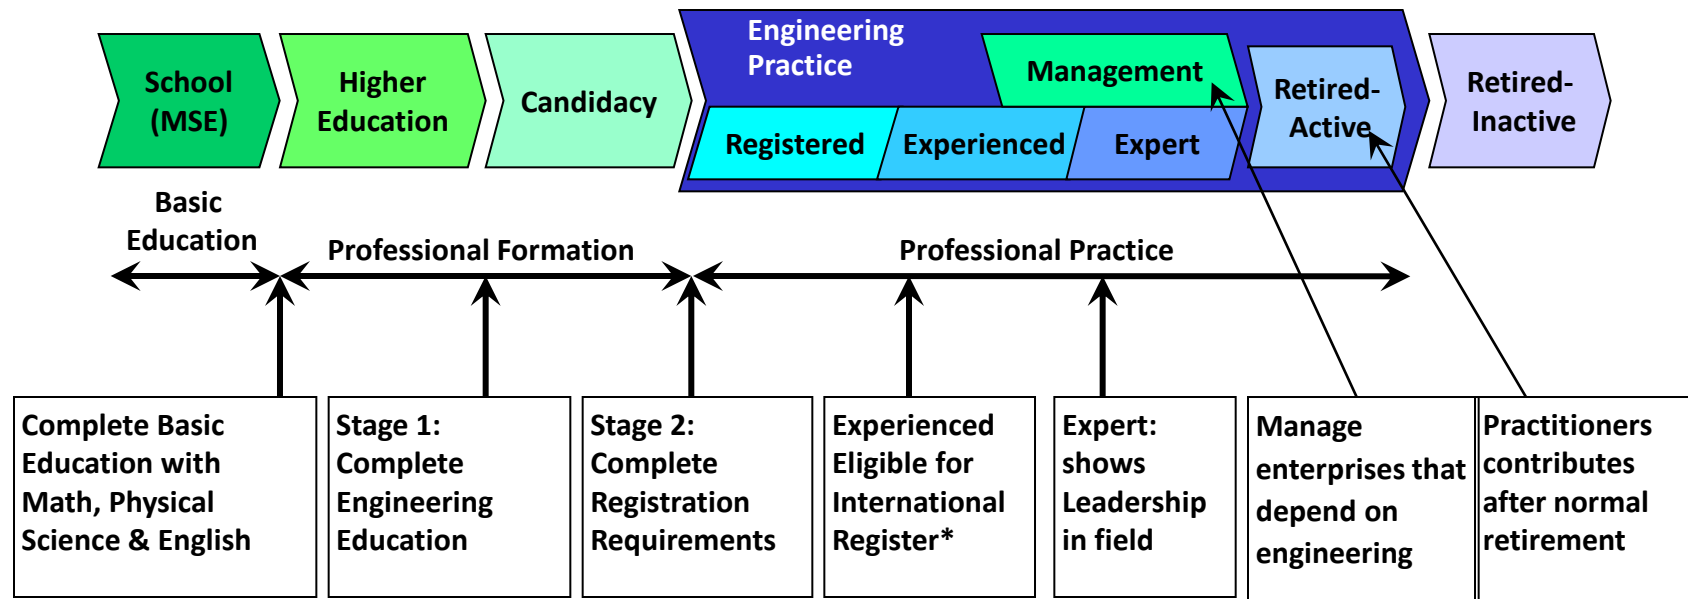 School
(MSE)
Higher
Education
Candidacy
Engineering
Practice
Management
Registered
Experienced
Expert
Retired-
Active
Retired-
Inactive
Basic
Education
Professional Formation
Professional Practice
Complete Basic
Education with
Math, Physical
Science & English
Stage 1:
Complete
Engineering
Education
Stage 2:
Complete
Registration
Requirements
Experienced
Eligible for
International
Register*
Expert:
shows
Leadership
in field
Manage
enterprises that
depend on
engineering
Practitioners
contributes
after normal
retirement